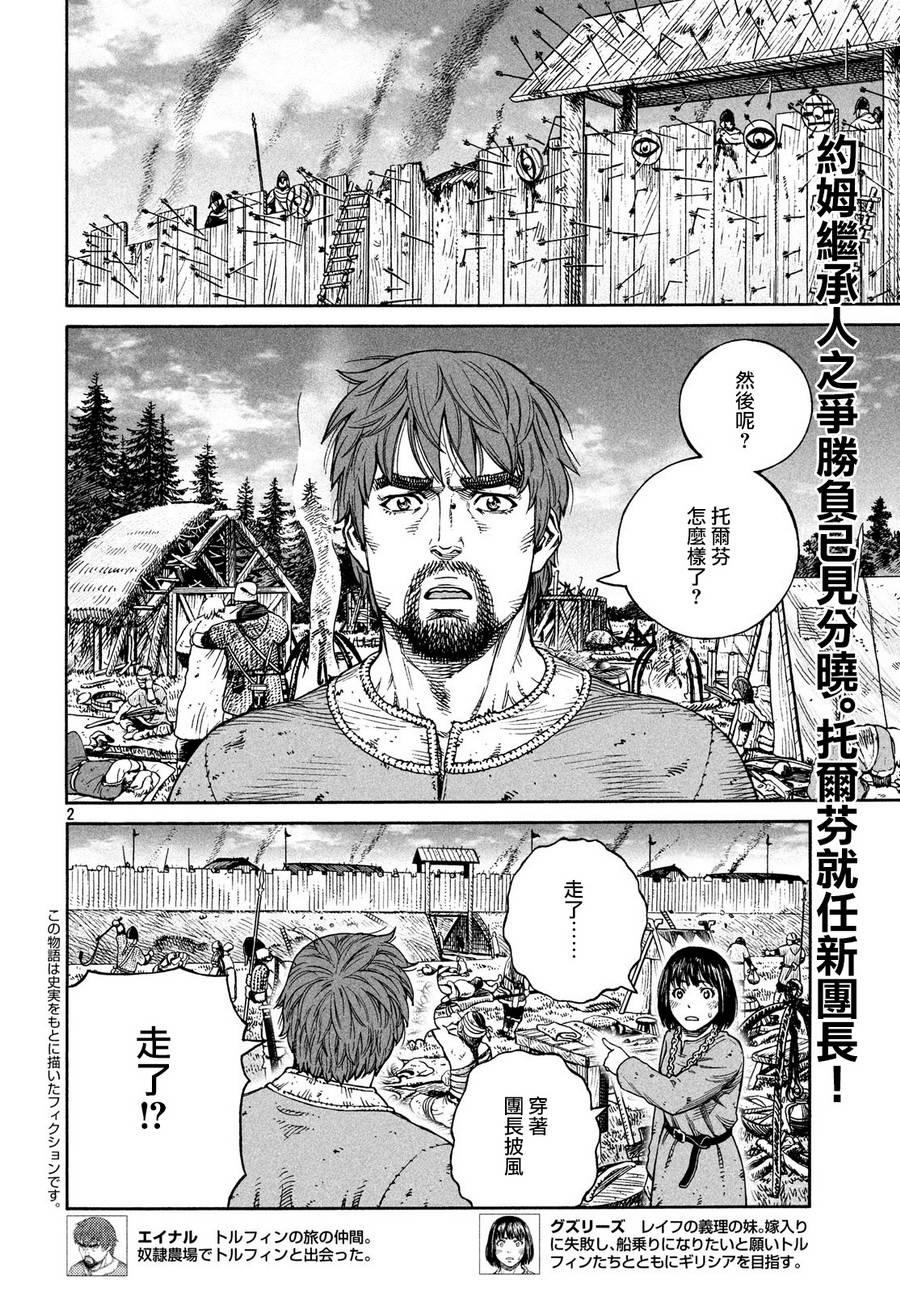 約姆繼承人之爭勝負已見分曉。托爾芬就任新團長!
然後呢?
托爾芬
怎麼樣了?
2
走了⋯⋯
穿著
團長披風
走了!?
この物語は史実をもとに描いたフィクションです。
グズリーズ レイフの義理の妹。嫁入り
に失敗し、船乗りになりたいと願いトル
フィンたちとともにギリシアを目指す。
エイナル トルフィンの旅の仲間。
奴隷農場でトルフィンと出会った。